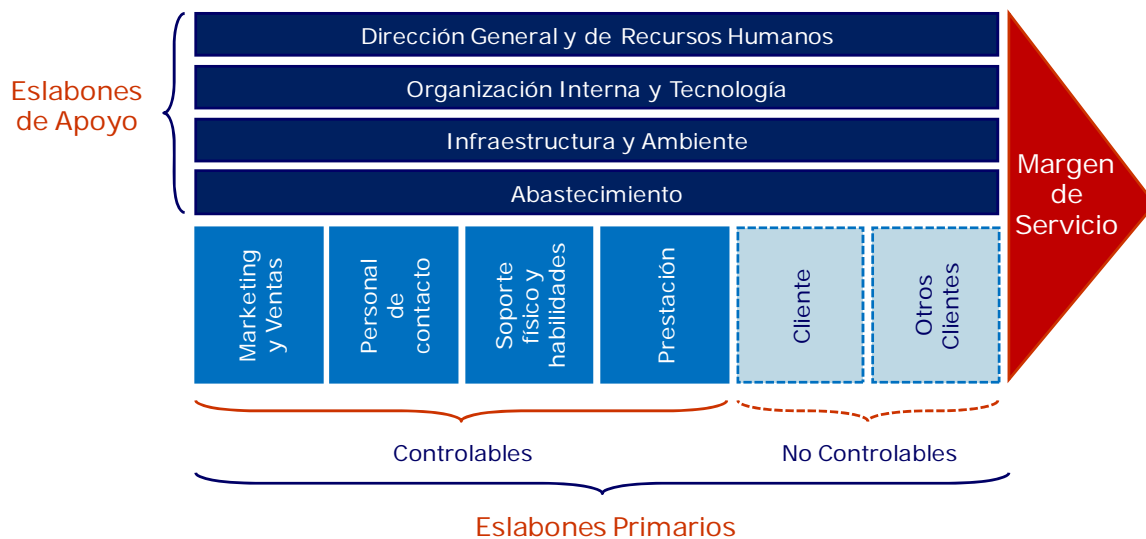 Dirección General y de Recursos Humanos
Organización Interna y Tecnología
Infraestructura y Ambiente
Abastecimiento
Eslabones
de Apoyo
Margen
de
Servicio
Marketing
y Ventas
Personal
de
contacto
Soporte
físico y
habilidades
Prestación
Cliente
Otros
Clientes
Controlables
No Controlables
Eslabones Primarios